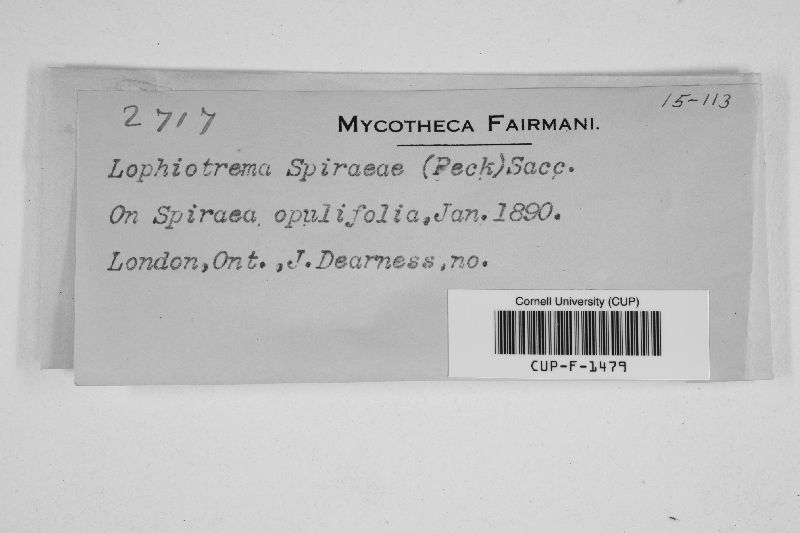 2717
15-113
MYCOTHECA FAIRMANI.
Lophiotrema Spiraeae (Peck)Sacc.
On Spiraea opulifolia,Jan.1890.
London,Ont.,J.Dearness,no.
Cornell University (CUP)
CUP-F-1479